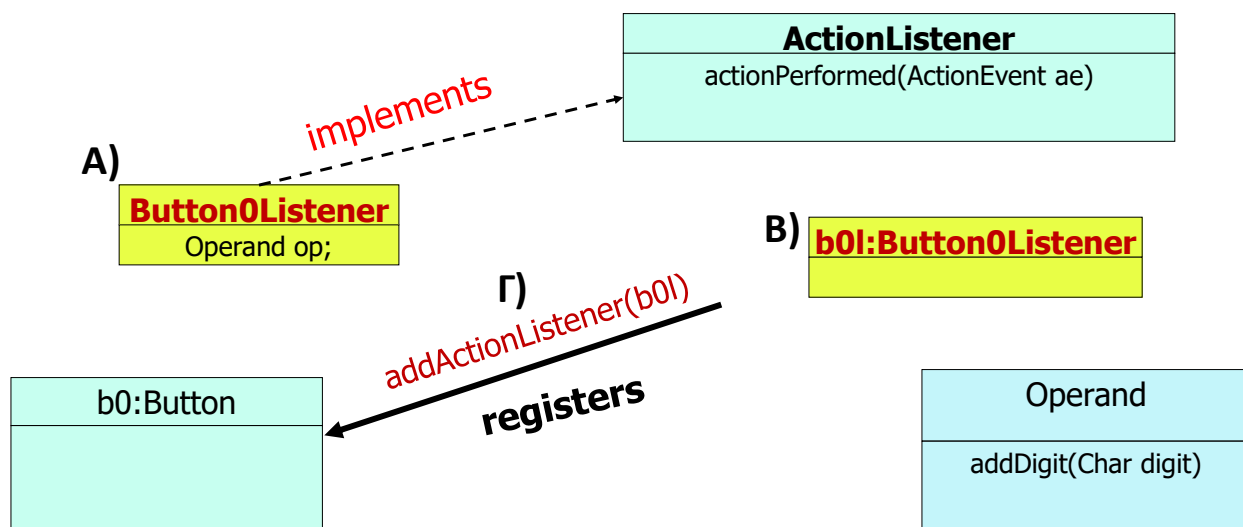 ActionListener
actionPerformed(ActionEvent ae)
implements
А)
Button0Listener
Operand op;
В)
b0l:Button0Listener
Г)
addActionListener(b0l)
registers
b0:Button
Operand
addDigit(Char digit)